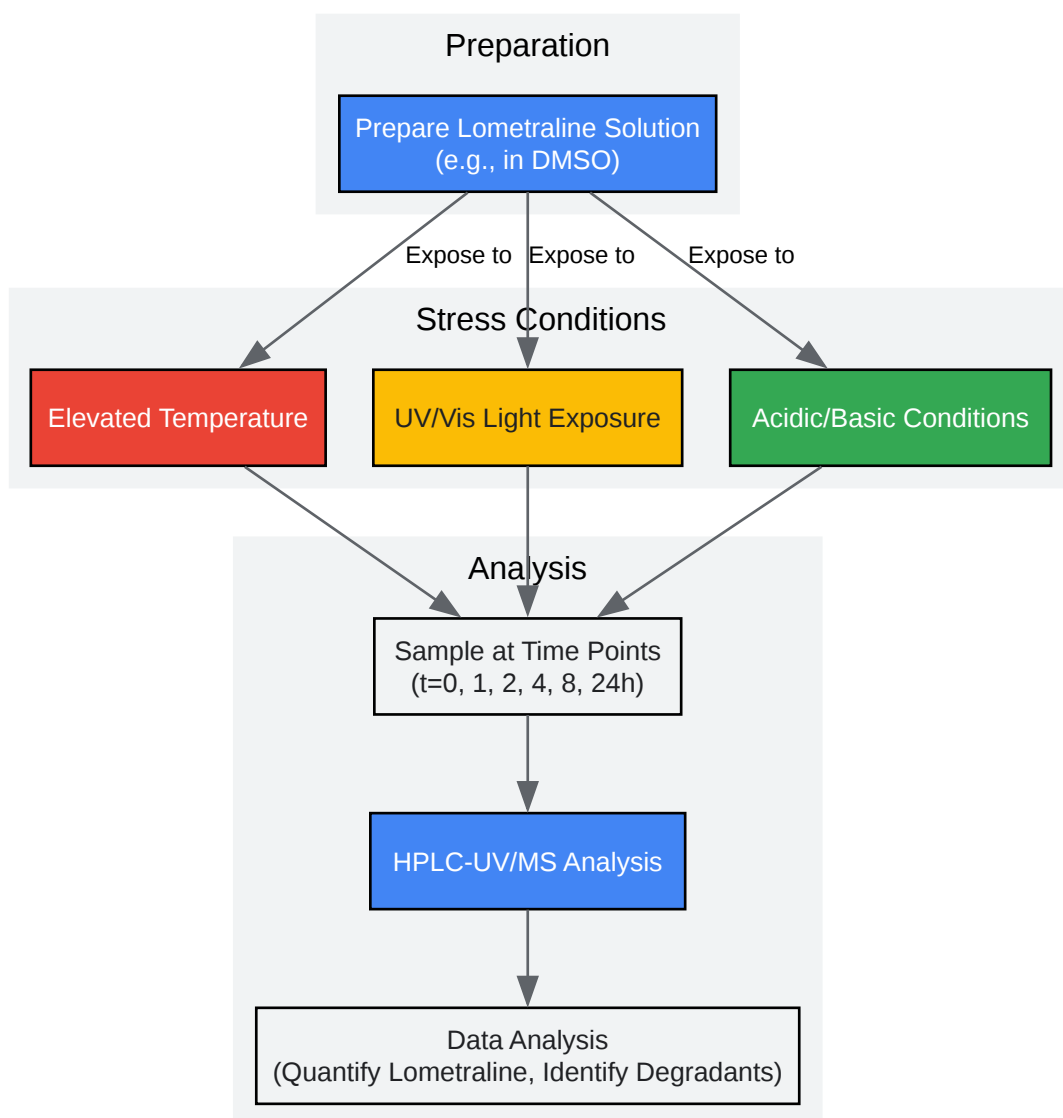 Preparation
Prepare Lometraline Solution
(e.g., in DMSO)
Expose to
Expose to
Expose to
Stress Conditions
Elevated Temperature
UV/Vis Light Exposure
Acidic/Basic Conditions
Analysis
Sample at Time Points
(t=0, 1, 2, 4, 8, 24h)
HPLC-UV/MS Analysis
Data Analysis
(Quantify Lometraline, Identify Degradants)